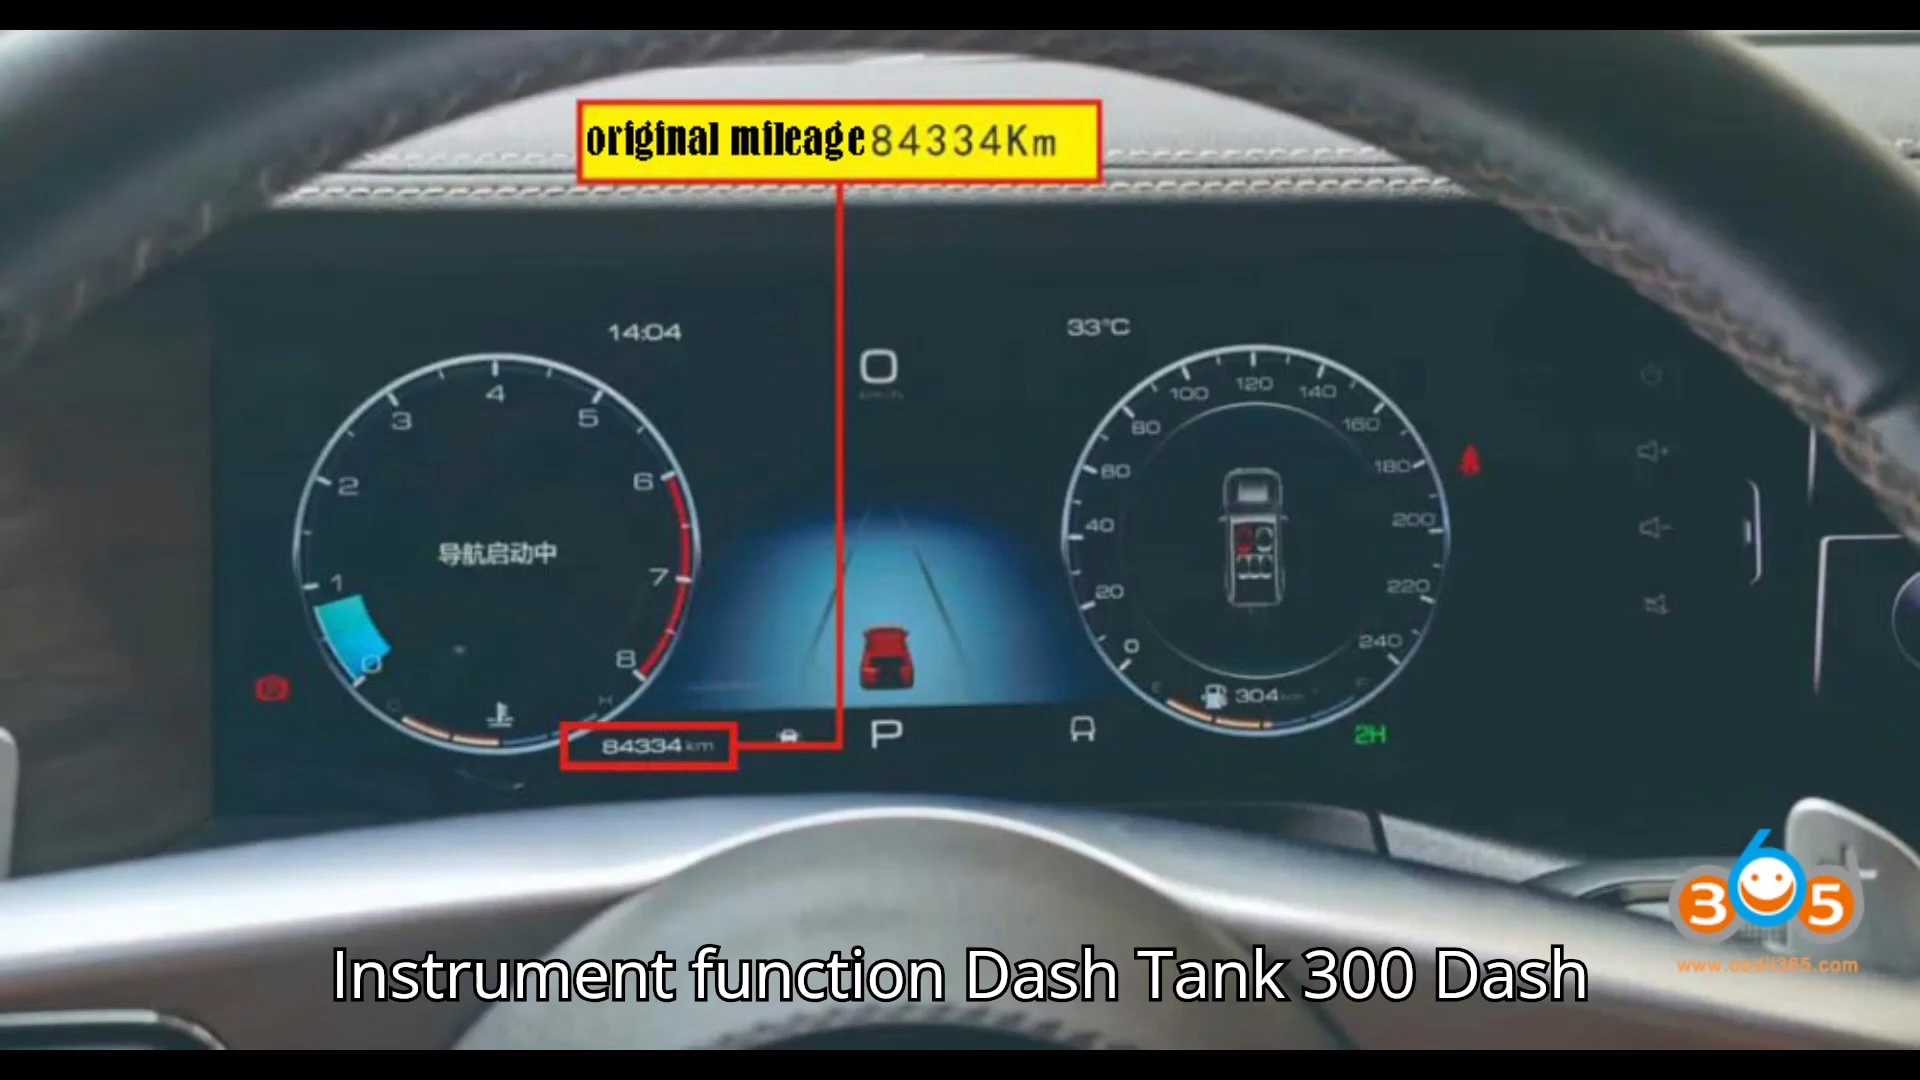 original mileage 84334Km
14:04
33°C
0
km/h
0
1
2
3
4
5
6
7
8
导航启动中
C
H
0
20
40
60
80
100
120
140
160
180
200
220
240
E
304km
F
84334 km
P
2H
365
www.obdii365.com
Instrument function Dash Tank 300 Dash